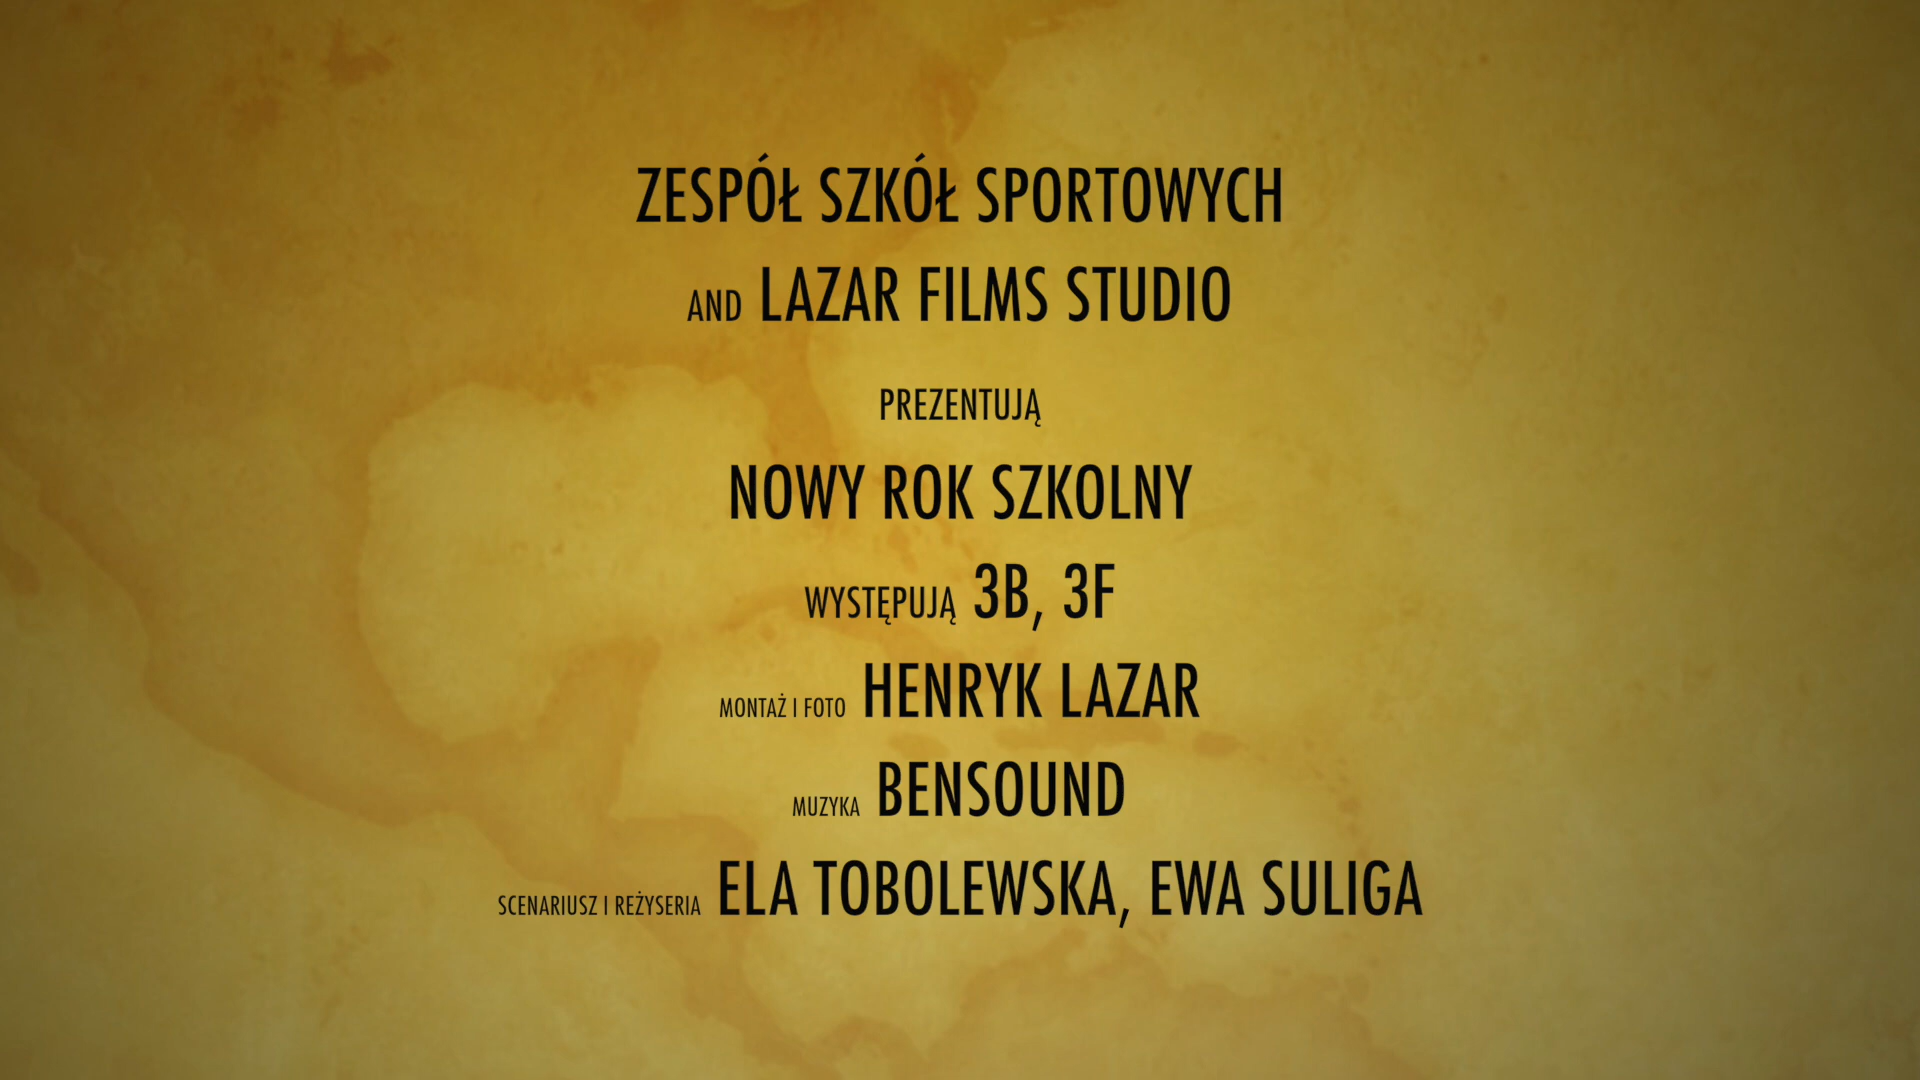 ZESPÓŁ SZKÓŁ SPORTOWYCH
AND LAZAR FILMS STUDIO
PREZENTUJĄ
NOWY ROK SZKOLNY
WYSTĘPUJĄ 3B, 3F
MONTAŻ I FOTO HENRYK LAZAR
MUZYKA BENSOUND
SCENARIUSZ I REŻYSERIA ELA TOBOLEWSKA, EWA SULIGA